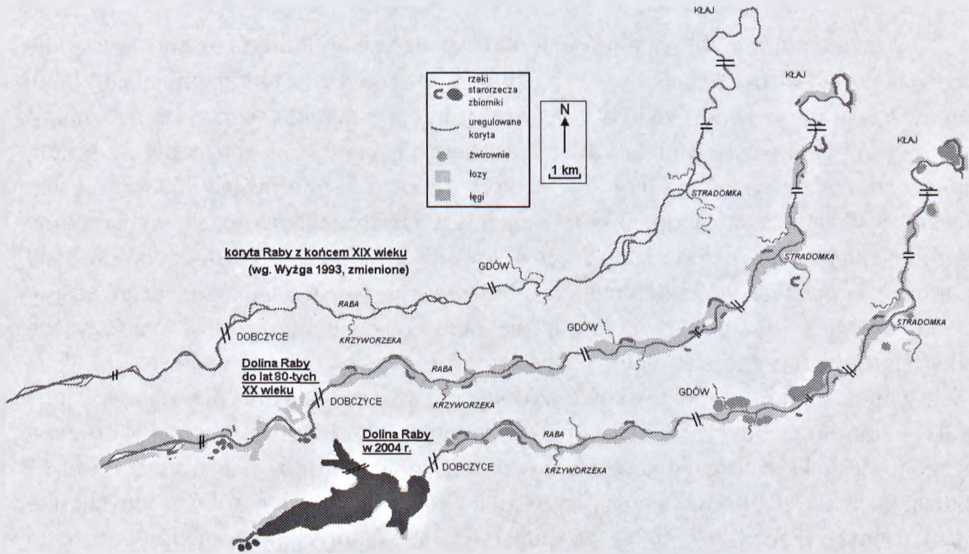 KŁAJ
rzeki
starorzecza
zbiorniki
uregulowane
koryta
żwirownie
łozy
łęgi
N
1 km,
KŁAJ
KŁAJ
STRADOMKA
koryta Raby z końcem XIX wieku
(wg. Wyżga 1993, zmienione)
STRADOMKA
GDÓW
RABA
DOBCZYCE
KRZYWORZEKA
STRADOMKA
GDÓW
Dolina Raby
do lat 80-tych
XX wieku
RABA
DOBCZYCE
KRZYWORZEKA
GDÓW
Dolina Raby
w 2004 r.
RABA
DOBCZYCE
KRZYWORZEKA